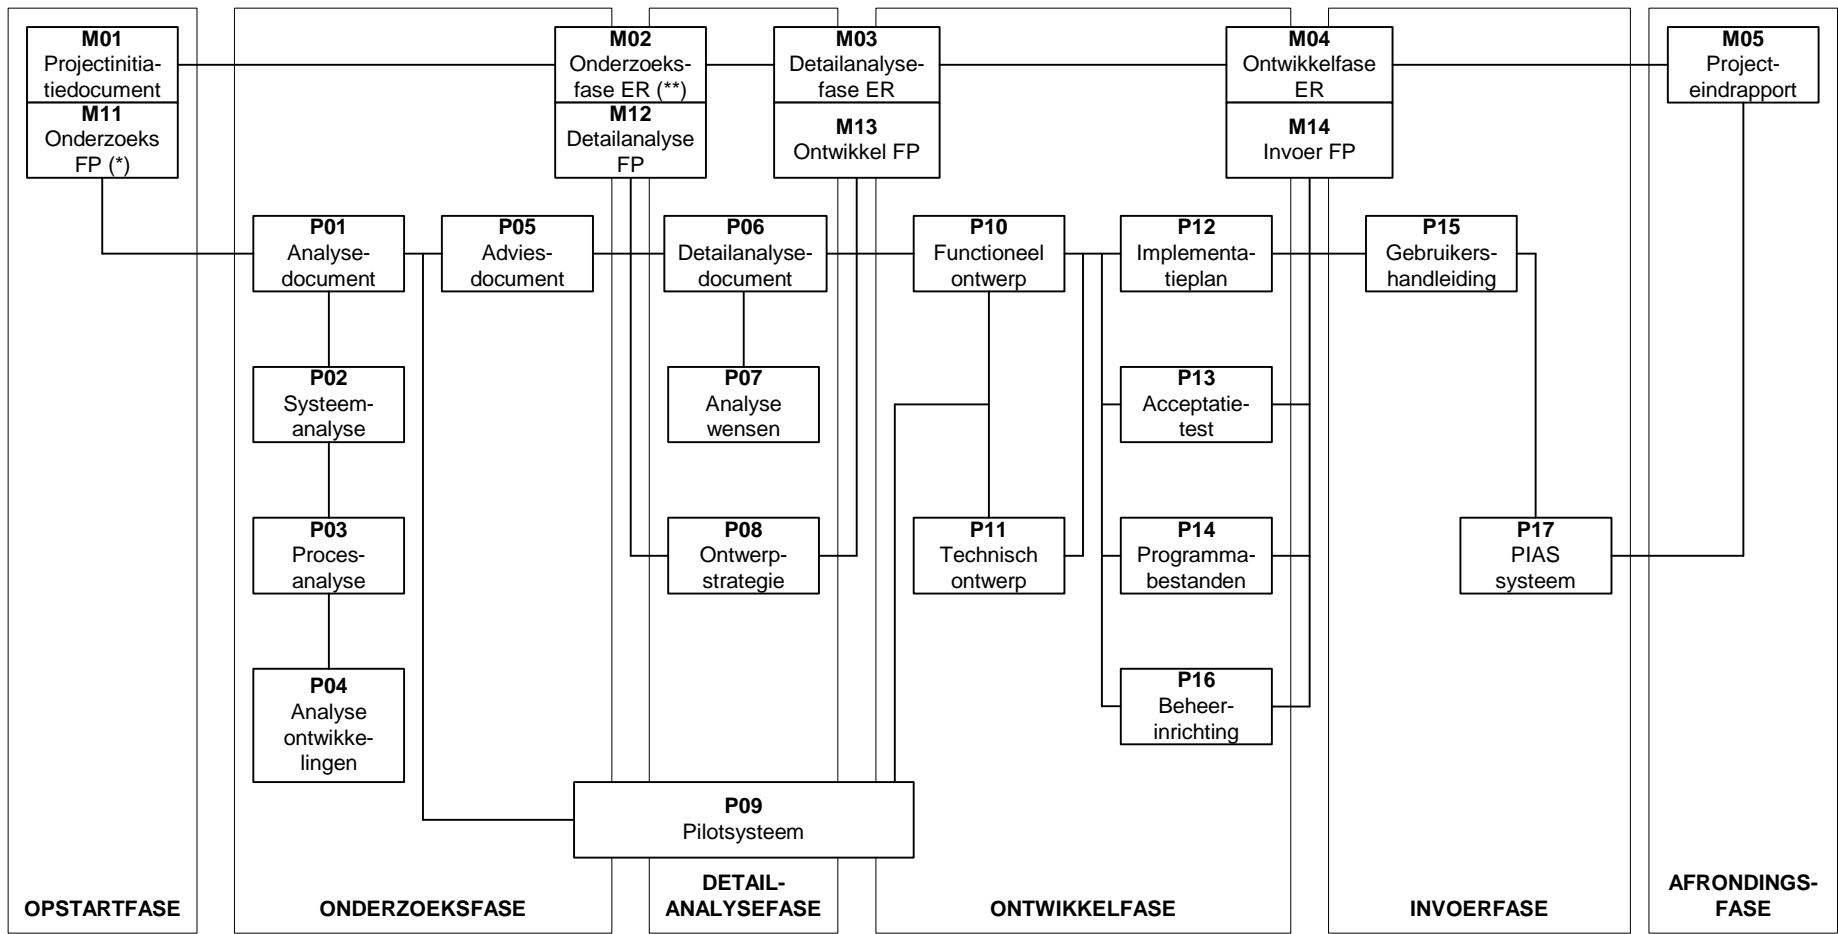 M01
Projectinitia-
tiedocument
M11
Onderzoeks
FP (*)
M02
Onderzoeks-
fase ER (**)
M12
Detailanalyse
FP
M03
Detailanalyse-
fase ER
M13
Ontwikkel FP
M04
Ontwikkelfase
ER
M14
Invoer FP
M05
Project-
eindrapport
P01
Analyse-
document
P05
Advies-
document
P06
Detailanalyse-
document
P10
Functioneel
ontwerp
P12
Implementa-
tieplan
P15
Gebruikers-
handleiding
P02
Systeem-
analyse
P07
Analyse
wensen
P13
Acceptatie-
test
P03
Proces-
analyse
P08
Ontwerp-
strategie
P11
Technisch
ontwerp
P14
Programma-
bestanden
P17
PIAS
systeem
P04
Analyse
ontwikke-
lingen
P16
Beheer-
inrichting
P09
Pilotsysteem
OPSTARTFASE
ONDERZOEKSFASE
DETAIL-
ANALYSEFASE
ONTWIKKELFASE
INVOERFASE
AFRONDINGS-
FASE